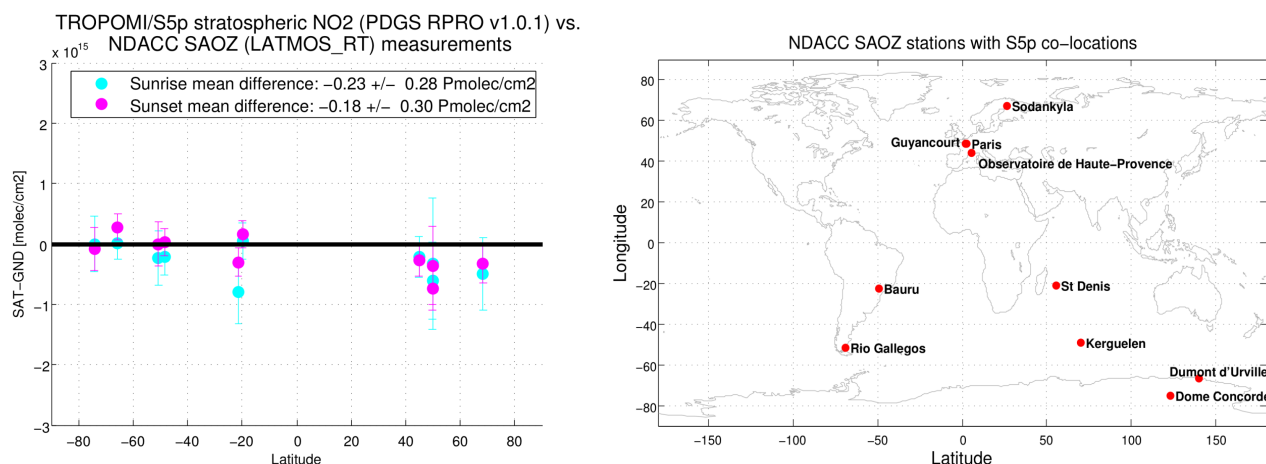 TROPOMI/S5p stratospheric NO2 (PDGS RPRO v1.0.1) vs.
NDACC SAOZ (LATMOS_RT) measurements
x 10^15
Sunrise mean difference: −0.23 +/− 0.28 Pmolec/cm2
Sunset mean difference: −0.18 +/− 0.30 Pmolec/cm2
3
2
1
0
−1
−2
−3
SAT−GND [molec/cm2]
−80 −60 −40 −20 0 20 40 60 80
Latitude
NDACC SAOZ stations with S5p co−locations
80
60
40
20
0
−20
−40
−60
−80
Longitude
Sodankyla
Guyancourt Paris
Observatoire de Haute−Provence
Bauru
St Denis
Rio Gallegos
Kerguelen
Dumont d'Urville
Dome Concorde
−150 −100 −50 0 50 100 150
Latitude